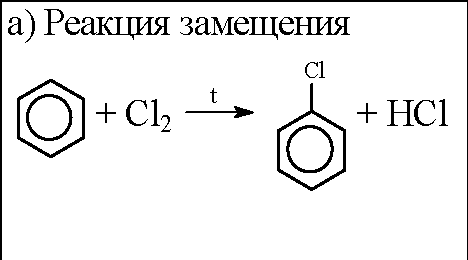 а) Реакция замещения
Cl
+ Cl₂ t + HCl